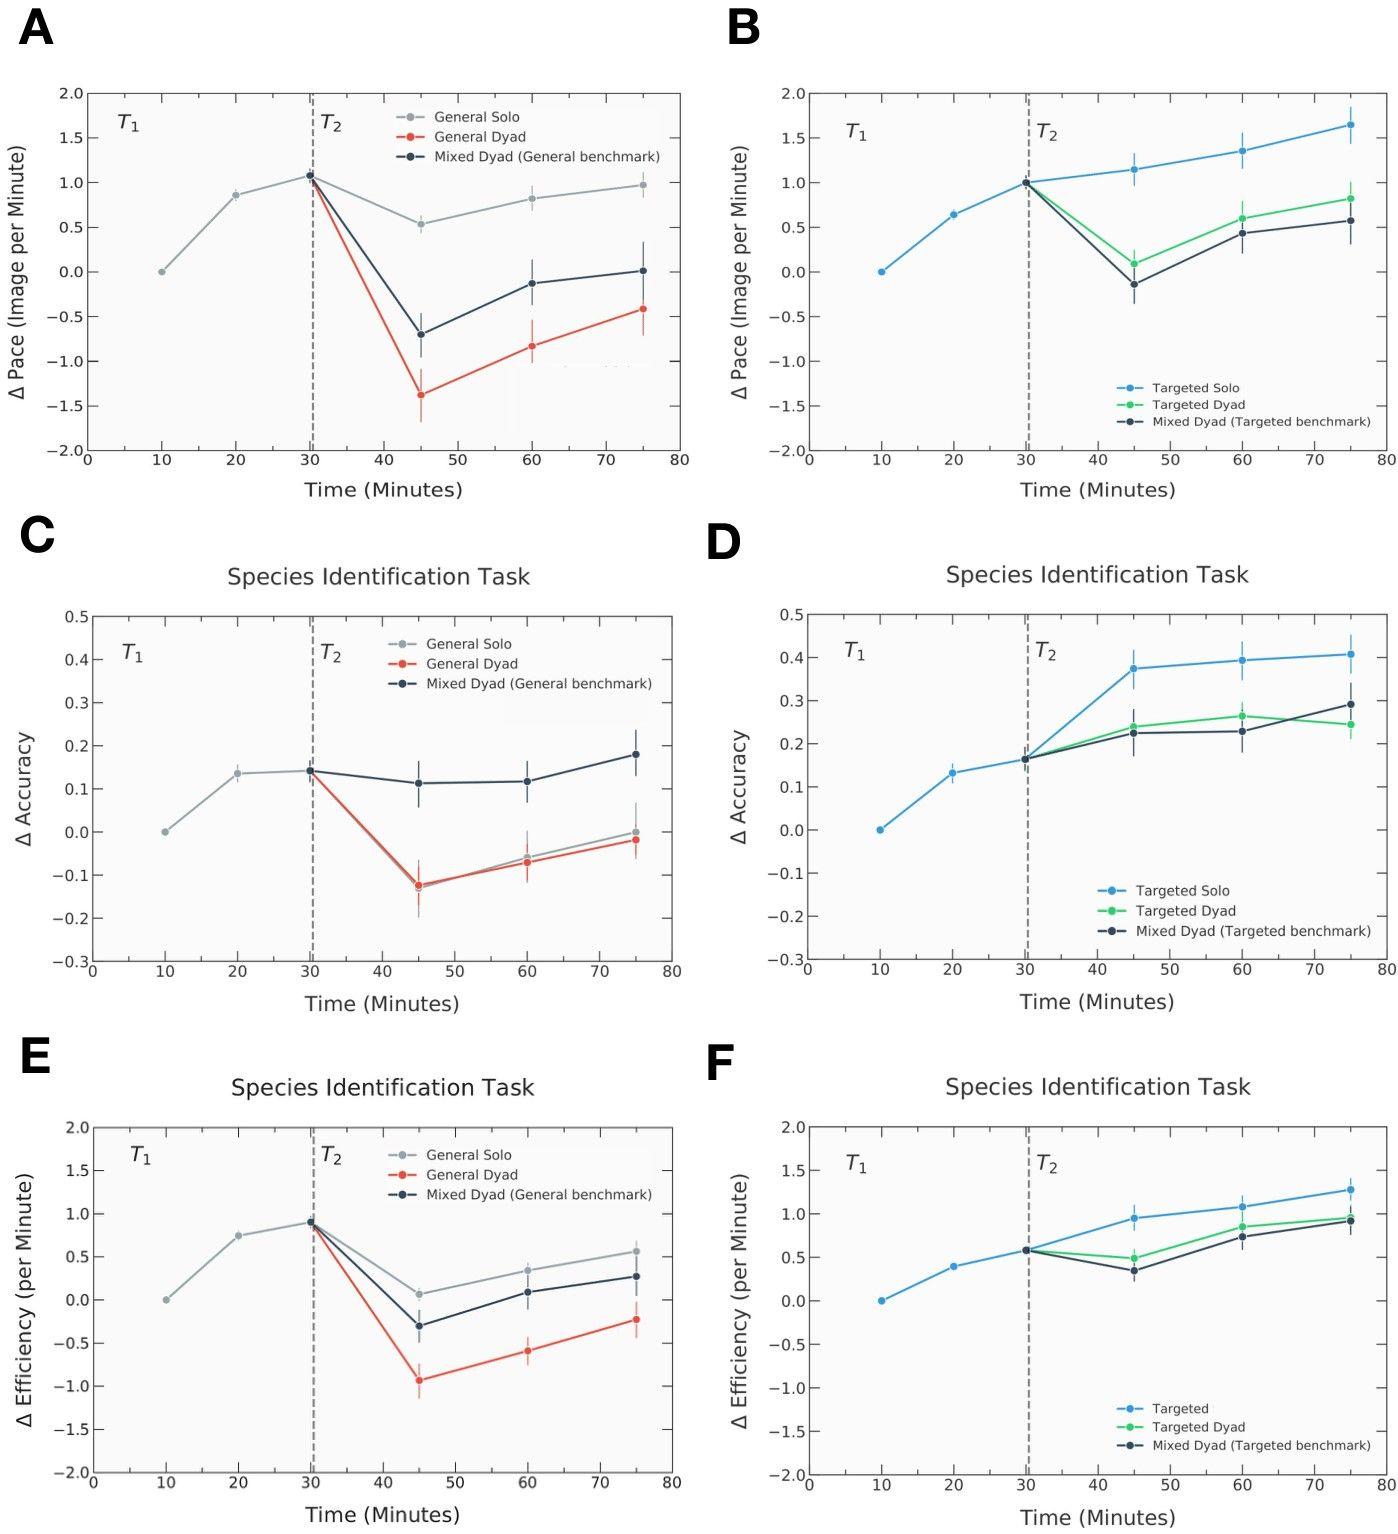 A
B
2.0
1.5
1.0
0.5
0.0
−0.5
−1.0
−1.5
−2.0
Δ Pace (Image per Minute)
T1
T2
General Solo
General Dyad
Mixed Dyad (General benchmark)
0 10 20 30 40 50 60 70 80
Time (Minutes)
2.0
1.5
1.0
0.5
0.0
−0.5
−1.0
−1.5
−2.0
Δ Pace (Image per Minute)
T1
T2
Targeted Solo
Targeted Dyad
Mixed Dyad (Targeted benchmark)
0 10 20 30 40 50 60 70 80
Time (Minutes)
C
D
Species Identification Task
0.5
0.4
0.3
0.2
0.1
0.0
−0.1
−0.2
−0.3
Δ Accuracy
T1
T2
General Solo
General Dyad
Mixed Dyad (General benchmark)
0 10 20 30 40 50 60 70 80
Time (Minutes)
Species Identification Task
0.5
0.4
0.3
0.2
0.1
0.0
−0.1
−0.2
−0.3
Δ Accuracy
T1
T2
Targeted Solo
Targeted Dyad
Mixed Dyad (Targeted benchmark)
0 10 20 30 40 50 60 70 80
Time (Minutes)
E
F
Species Identification Task
2.0
1.5
1.0
0.5
0.0
−0.5
−1.0
−1.5
−2.0
Δ Efficiency (per Minute)
T1
T2
General Solo
General Dyad
Mixed Dyad (General benchmark)
0 10 20 30 40 50 60 70 80
Time (Minutes)
Species Identification Task
2.0
1.5
1.0
0.5
0.0
−0.5
−1.0
−1.5
−2.0
Δ Efficiency (per Minute)
T1
T2
Targeted
Targeted Dyad
Mixed Dyad (Targeted benchmark)
0 10 20 30 40 50 60 70 80
Time (Minutes)